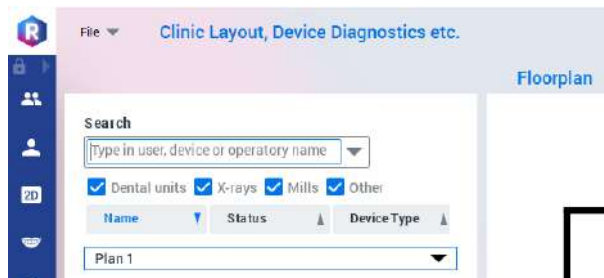 R
File Clinic Layout, Device Diagnostics etc.
Floorplan
Search
Type in user, device or operatory name
Dental units X-rays Mills Other
2D
Name Status Device Type
Plan 1